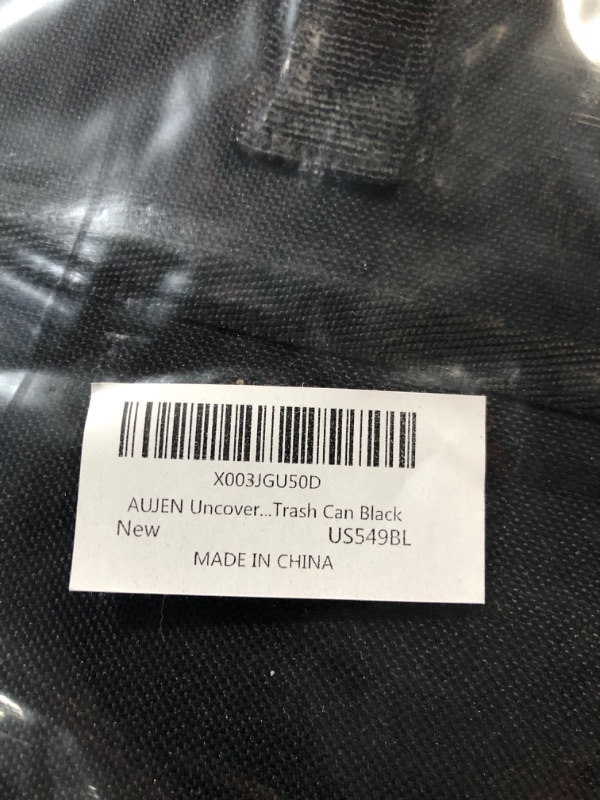 X003JGU50D
AUJEN Uncover...Trash Can Black
New US549BL
MADE IN CHINA